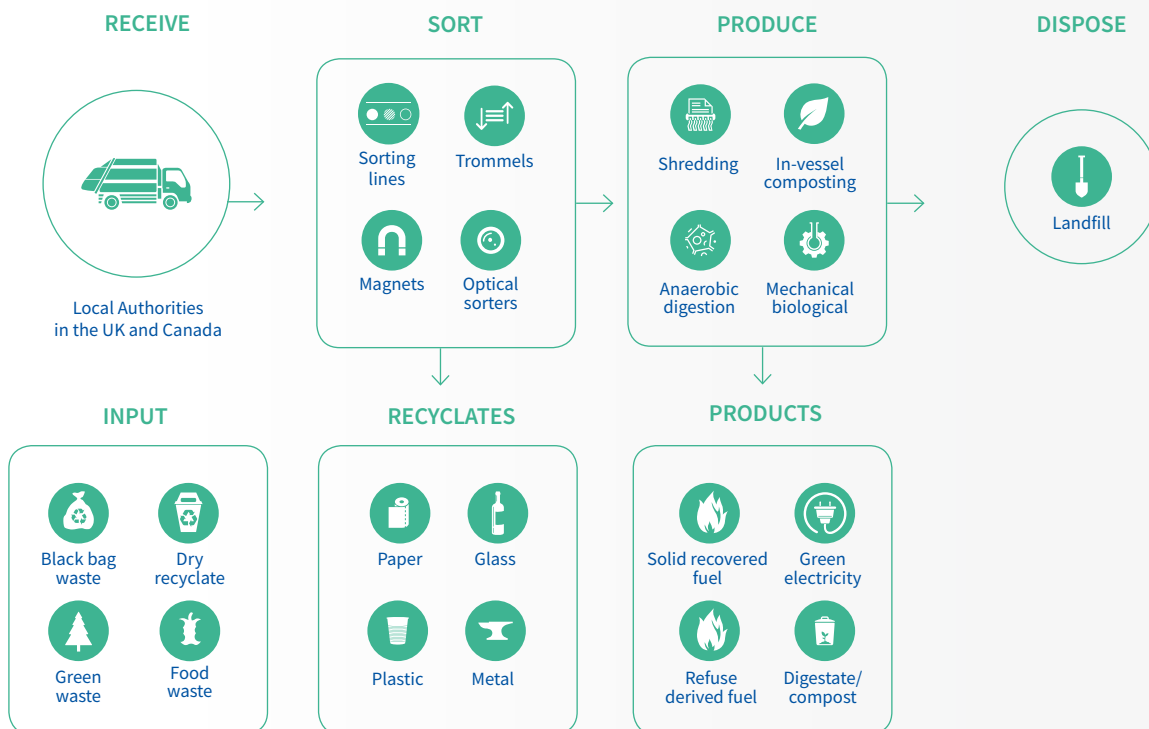 RECEIVE
Local Authorities
in the UK and Canada
SORT
Sorting
lines
Trommels
Magnets
Optical
sorters
PRODUCE
Shredding
In-vessel
composting
Anaerobic
digestion
Mechanical
biological
DISPOSE
Landfill
INPUT
Black bag
waste
Dry
recyclate
Green
waste
Food
waste
RECYCLATES
Paper
Glass
Plastic
Metal
PRODUCTS
Solid recovered
fuel
Green
electricity
Refuse
derived fuel
Digestate/
compost